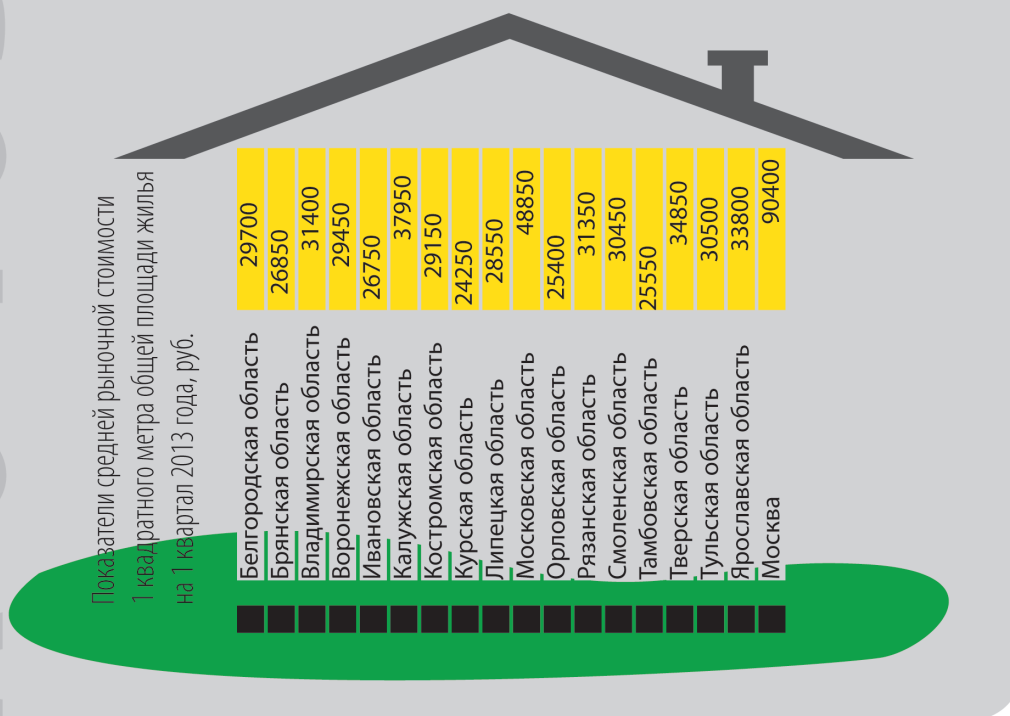 Показатели средней рыночной стоимости
1 квадратного метра общей площади жилья
на 1 квартал 2013 года, руб.
Белгородская область 29700
Брянская область 26850
Владимирская область 31400
Воронежская область 29450
Ивановская область 26750
Калужская область 37950
Костромская область 29150
Курская область 24250
Липецкая область 28550
Московская область 48850
Орловская область 25400
Рязанская область 31350
Смоленская область 30450
Тамбовская область 25550
Тверская область 34850
Тульская область 30500
Ярославская область 33800
Москва 90400